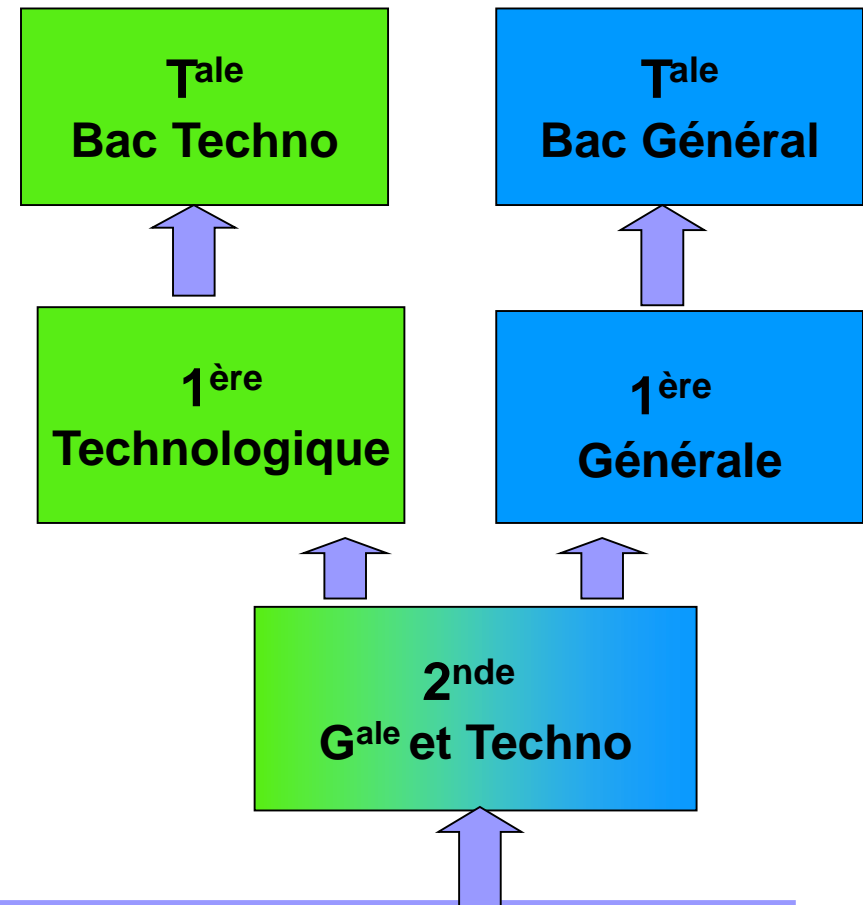 Tale
Bac Techno
Tale
Bac Général
1ère
Technologique
1ère
Générale
2nde
Gale et Techno